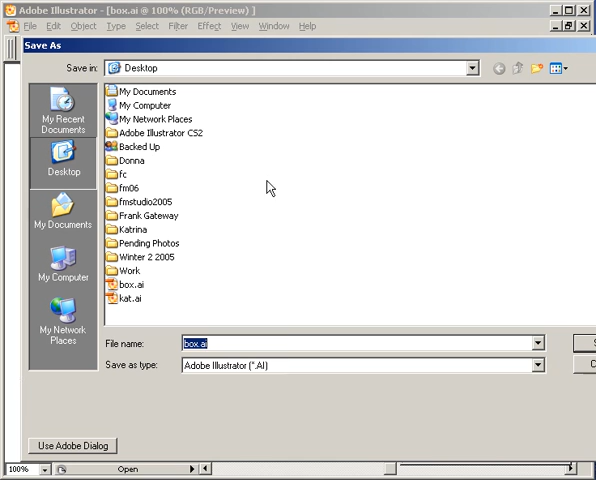 Adobe Illustrator - [box.ai @ 100% (RGB/Preview) ]
File Edit Object Type Select Filter Effect View Window Help
Save As
Save in: Desktop
My Recent Documents
Desktop
My Documents
My Computer
My Network Places
My Documents
My Computer
My Network Places
Adobe Illustrator CS2
Backed Up
Donna
fc
fm06
fmstudio2005
Frank Gateway
Katrina
Pending Photos
Winter 2 2005
Work
box.ai
kat.ai
File name: box.ai
Save as type: Adobe Illustrator (*.AI)
Use Adobe Dialog
100% Open